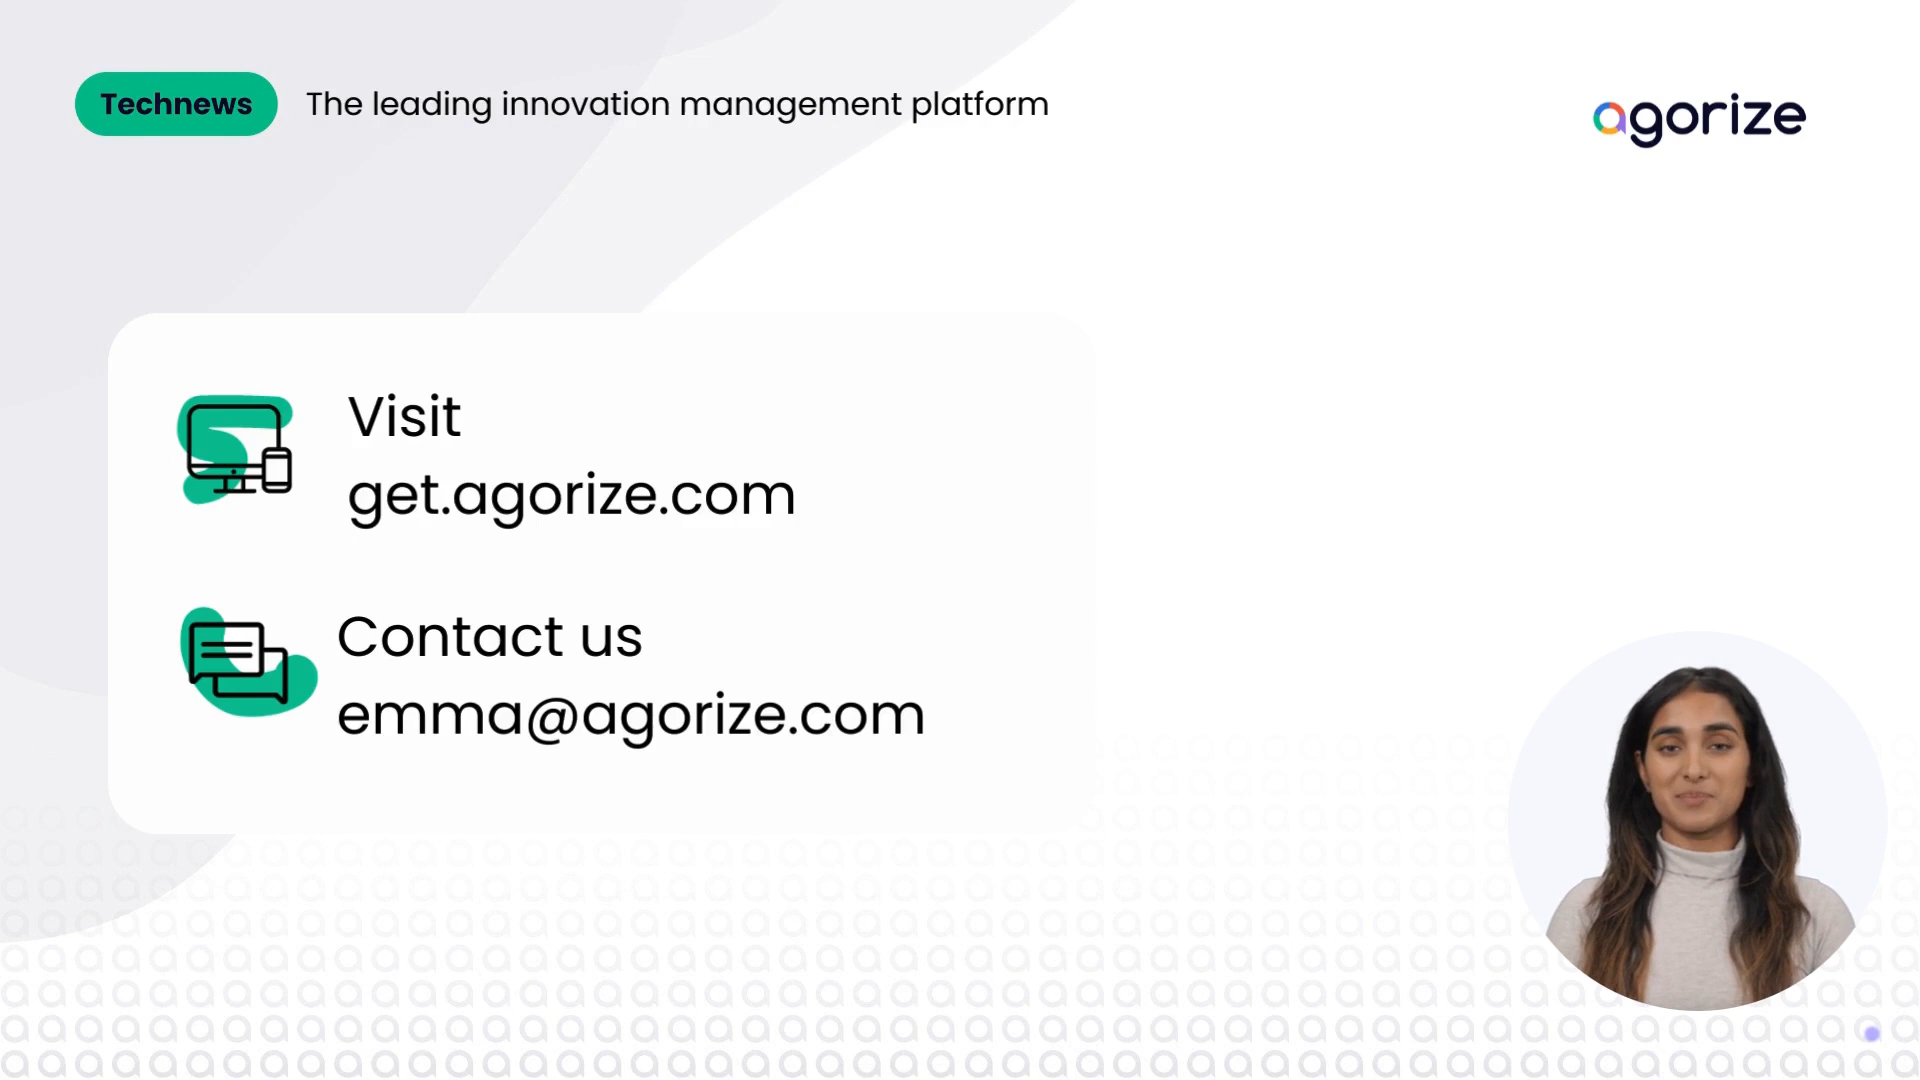 Technews The leading innovation management platform
agorize
Visit
get.agorize.com
Contact us
emma@agorize.com